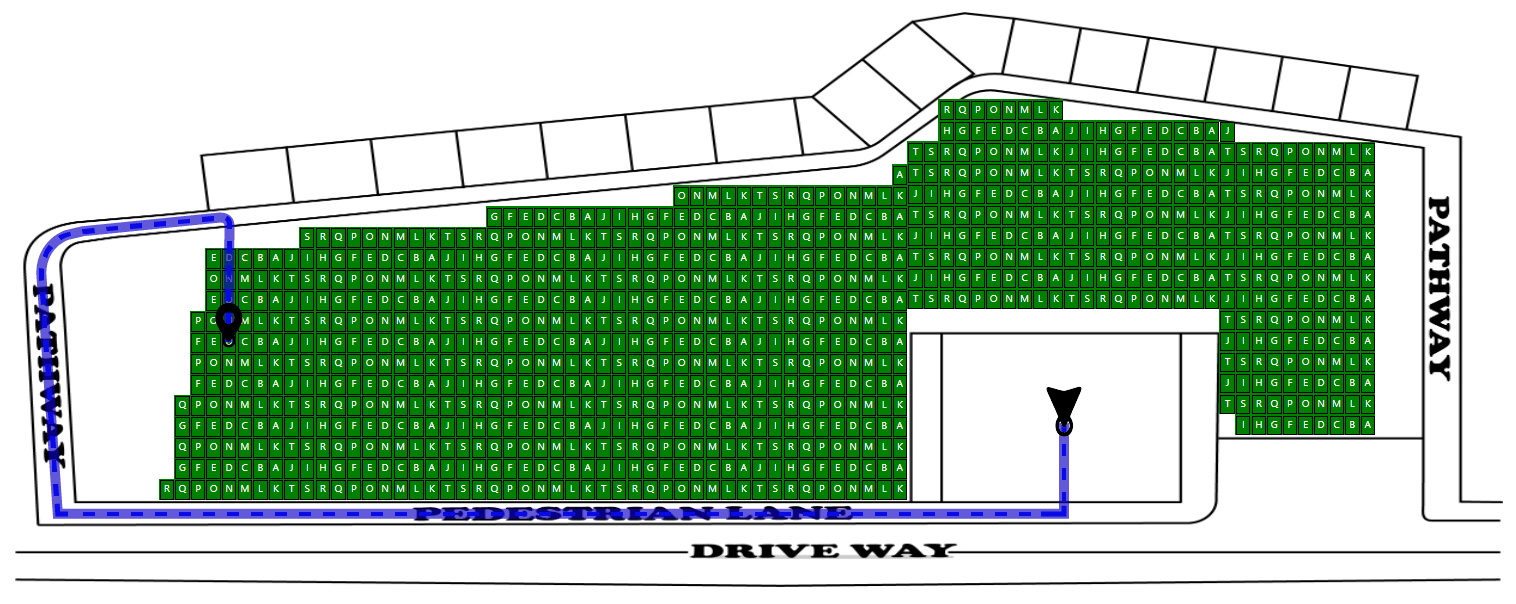 R Q P O N M L K
H G F E D C B A J I H G F E D C B A J
T S R Q P O N M L K J I H G F E D C B A T S R Q P O N M L K
A T S R Q P O N M L K T S R Q P O N M L K J I H G F E D C B A
O N M L K T S R Q P O N M L K J I H G F E D C B A J I H G F E D C B A T S R Q P O N M L K
G F E D C B A J I H G F E D C B A J I H G F E D C B A T S R Q P O N M L K T S R Q P O N M L K J I H G F E D C B A
S R Q P O N M L K T S R Q P O N M L K T S R Q P O N M L K T S R Q P O N M L K J I H G F E D C B A J I H G F E D C B A T S R Q P O N M L K
E D C B A J I H G F E D C B A J I H G F E D C B A J I H G F E D C B A J I H G F E D C B A T S R Q P O N M L K T S R Q P O N M L K J I H G F E D C B A
O N M L K T S R Q P O N M L K T S R Q P O N M L K T S R Q P O N M L K T S R Q P O N M L K J I H G F E D C B A J I H G F E D C B A T S R Q P O N M L K
E C B A J I H G F E D C B A J I H G F E D C B A J I H G F E D C B A J I H G F E D C B A T S R Q P O N M L K T S R Q P O N M L K J I H G F E D C B A
P M L K T S R Q P O N M L K T S R Q P O N M L K T S R Q P O N M L K T S R Q P O N M L K T S R Q P O N M L K
F E C B A J I H G F E D C B A J I H G F E D C B A J I H G F E D C B A J I H G F E D C B A J I H G F E D C B A
P O N M L K T S R Q P O N M L K T S R Q P O N M L K T S R Q P O N M L K T S R Q P O N M L K T S R Q P O N M L K
F E D C B A J I H G F E D C B A J I H G F E D C B A J I H G F E D C B A J I H G F E D C B A J I H G F E D C B A
Q P O N M L K T S R Q P O N M L K T S R Q P O N M L K T S R Q P O N M L K T S R Q P O N M L K T S R Q P O N M L K
G F E D C B A J I H G F E D C B A J I H G F E D C B A J I H G F E D C B A J I H G F E D C B A I H G F E D C B A
Q P O N M L K T S R Q P O N M L K T S R Q P O N M L K T S R Q P O N M L K T S R Q P O N M L K
G F E D C B A J I H G F E D C B A J I H G F E D C B A J I H G F E D C B A J I H G F E D C B A
R Q P O N M L K T S R Q P O N M L K T S R Q P O N M L K T S R Q P O N M L K T S R Q P O N M L K
PATHWAY
PATHWAY
PEDESTRIAN LANE
DRIVE WAY